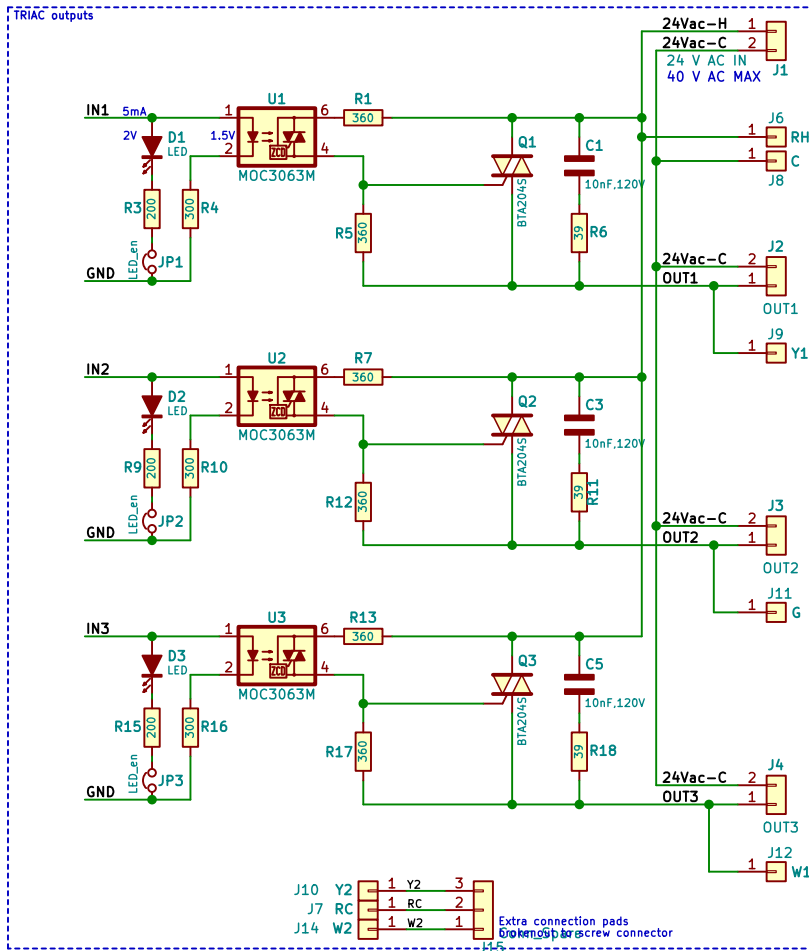 TRIAC outputs
24Vac-H 1
24Vac-C 2
24 V AC IN
40 V AC MAX
J1
IN1 5mA 1 U1 6 R1 360
2V D1 LED 1.5V 2 4 ZCD
MOC3063M
Q1 BTA204S
C1 10nF,120V
J6 1 RH
1 C J8
R3 200 R4 300 R5 360 R6 39
LED_en JP1
GND
24Vac-C 2 J2
OUT1 1
OUT1
J9 1 Y1
IN2 1 U2 6 R7 360
D2 LED 2 4 ZCD
MOC3063M
Q2 BTA204S
C3 10nF,120V
R9 200 R10 300 R12 360 R11 39
LED_en JP2
GND
24Vac-C 2 J3
OUT2 1
OUT2
J11 1 G
IN3 1 U3 6 R13 360
D3 LED 2 4 ZCD
MOC3063M
Q3 BTA204S
C5 10nF,120V
R15 200 R16 300 R17 360 R18 39
LED_en JP3
GND
24Vac-C 2 J4
OUT3 1
OUT3
J12 1 W1
J10 Y2 1 Y2 3
J7 RC 1 RC 2
J14 W2 1 W2 1
Extra connection pads
brokenout to screw connector
J15